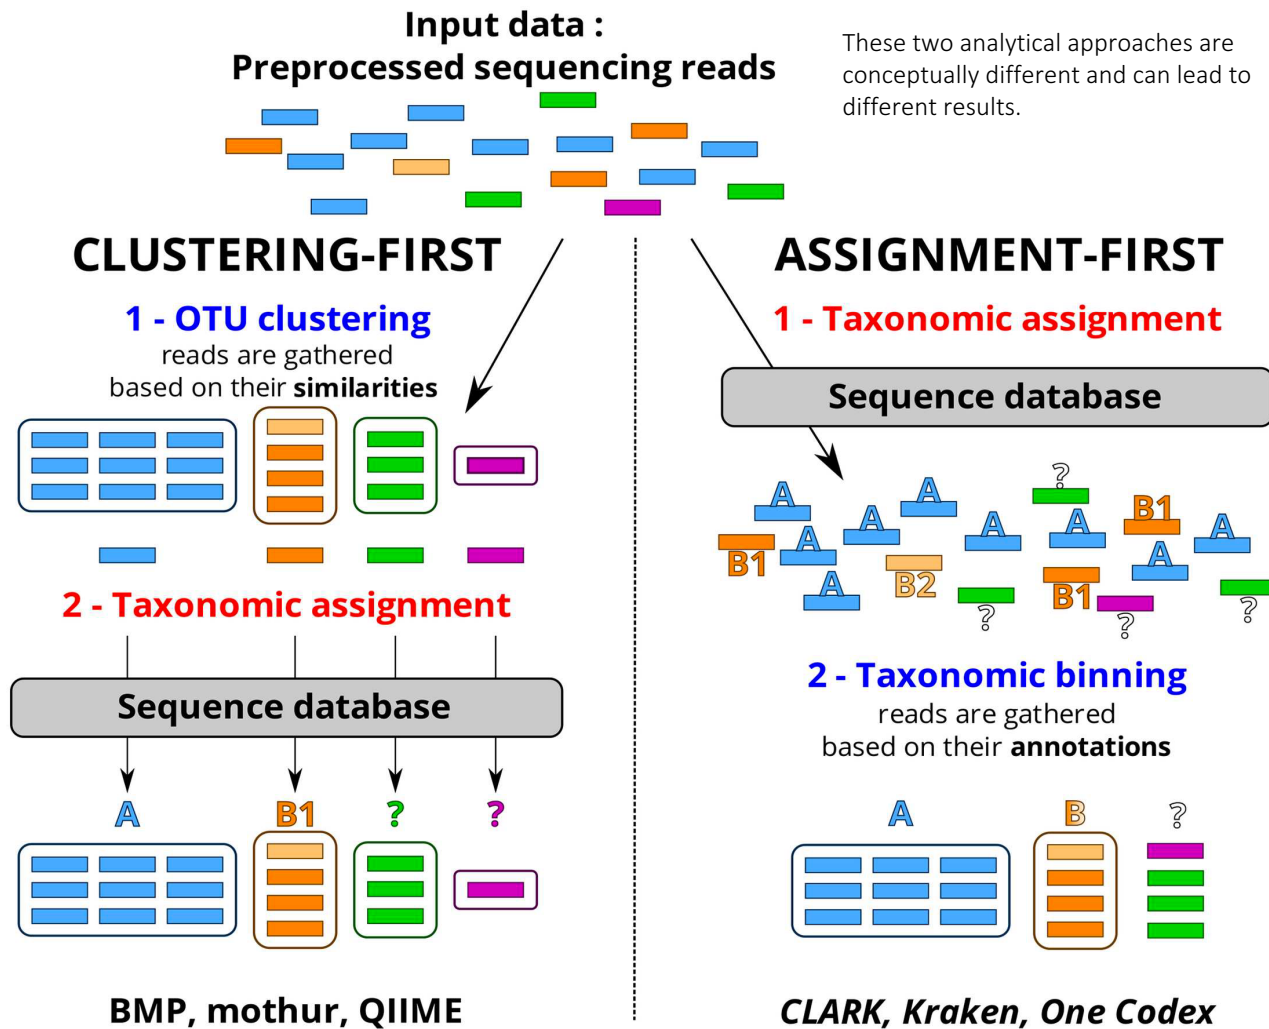 Input data :
Preprocessed sequencing reads
These two analytical approaches are
conceptually different and can lead to
different results.
CLUSTERING-FIRST
1 - OTU clustering
reads are gathered
based on their similarities
2 - Taxonomic assignment
Sequence database
A B1 ? ?
BMP, mothur, QIIME
ASSIGNMENT-FIRST
1 - Taxonomic assignment
Sequence database
A
A
?
B1
A
A
A
A
B1
A
A
B2
B1
A
?
?
?
2 - Taxonomic binning
reads are gathered
based on their annotations
A B ?
CLARK, Kraken, One Codex